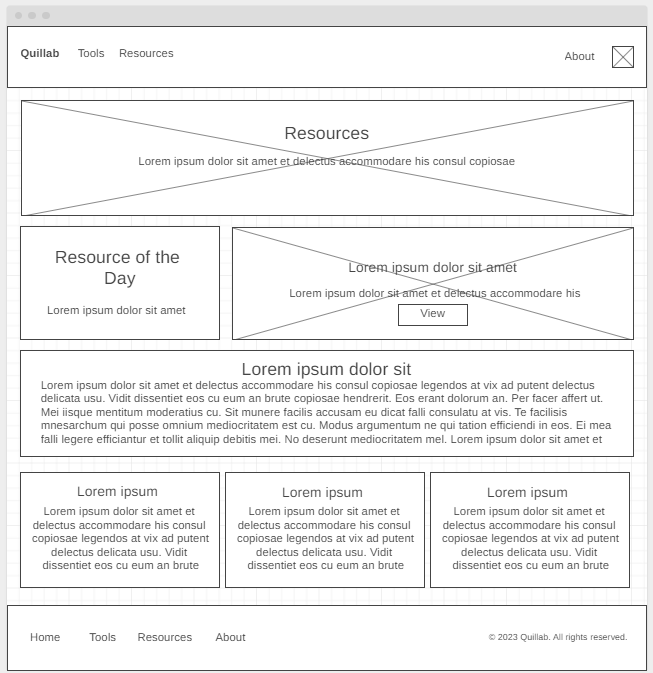 Quillab Tools Resources About
Resources
Lorem ipsum dolor sit amet et delectus accommodare his consul copiosae
Resource of the
Day
Lorem ipsum dolor sit amet
Lorem ipsum dolor sit amet
Lorem ipsum dolor sit amet et delectus accommodare his
View
Lorem ipsum dolor sit
Lorem ipsum dolor sit amet et delectus accommodare his consul copiosae legendos at vix ad putent delectus
delicata usu. Vidit dissentiet eos cu eum an brute copiosae hendrerit. Eos erant dolorum an. Per facer affert ut.
Mei iisque mentitum moderatius cu. Sit munere facilis accusam eu dicat falli consulatu at vis. Te facilisis
mnesarchum qui posse omnium mediocritatem est cu. Modus argumentum ne qui tation efficiendi in eos. Ei mea
falli legere efficiantur et tollit aliquip debitis mei. No deserunt mediocritatem mel. Lorem ipsum dolor sit amet et
Lorem ipsum
Lorem ipsum dolor sit amet et
delectus accommodare his consul
copiosae legendos at vix ad putent
delectus delicata usu. Vidit
dissentiet eos cu eum an brute
Lorem ipsum
Lorem ipsum dolor sit amet et
delectus accommodare his consul
copiosae legendos at vix ad putent
delectus delicata usu. Vidit
dissentiet eos cu eum an brute
Lorem ipsum
Lorem ipsum dolor sit amet et
delectus accommodare his consul
copiosae legendos at vix ad putent
delectus delicata usu. Vidit
dissentiet eos cu eum an brute
Home Tools Resources About © 2023 Quillab. All rights reserved.